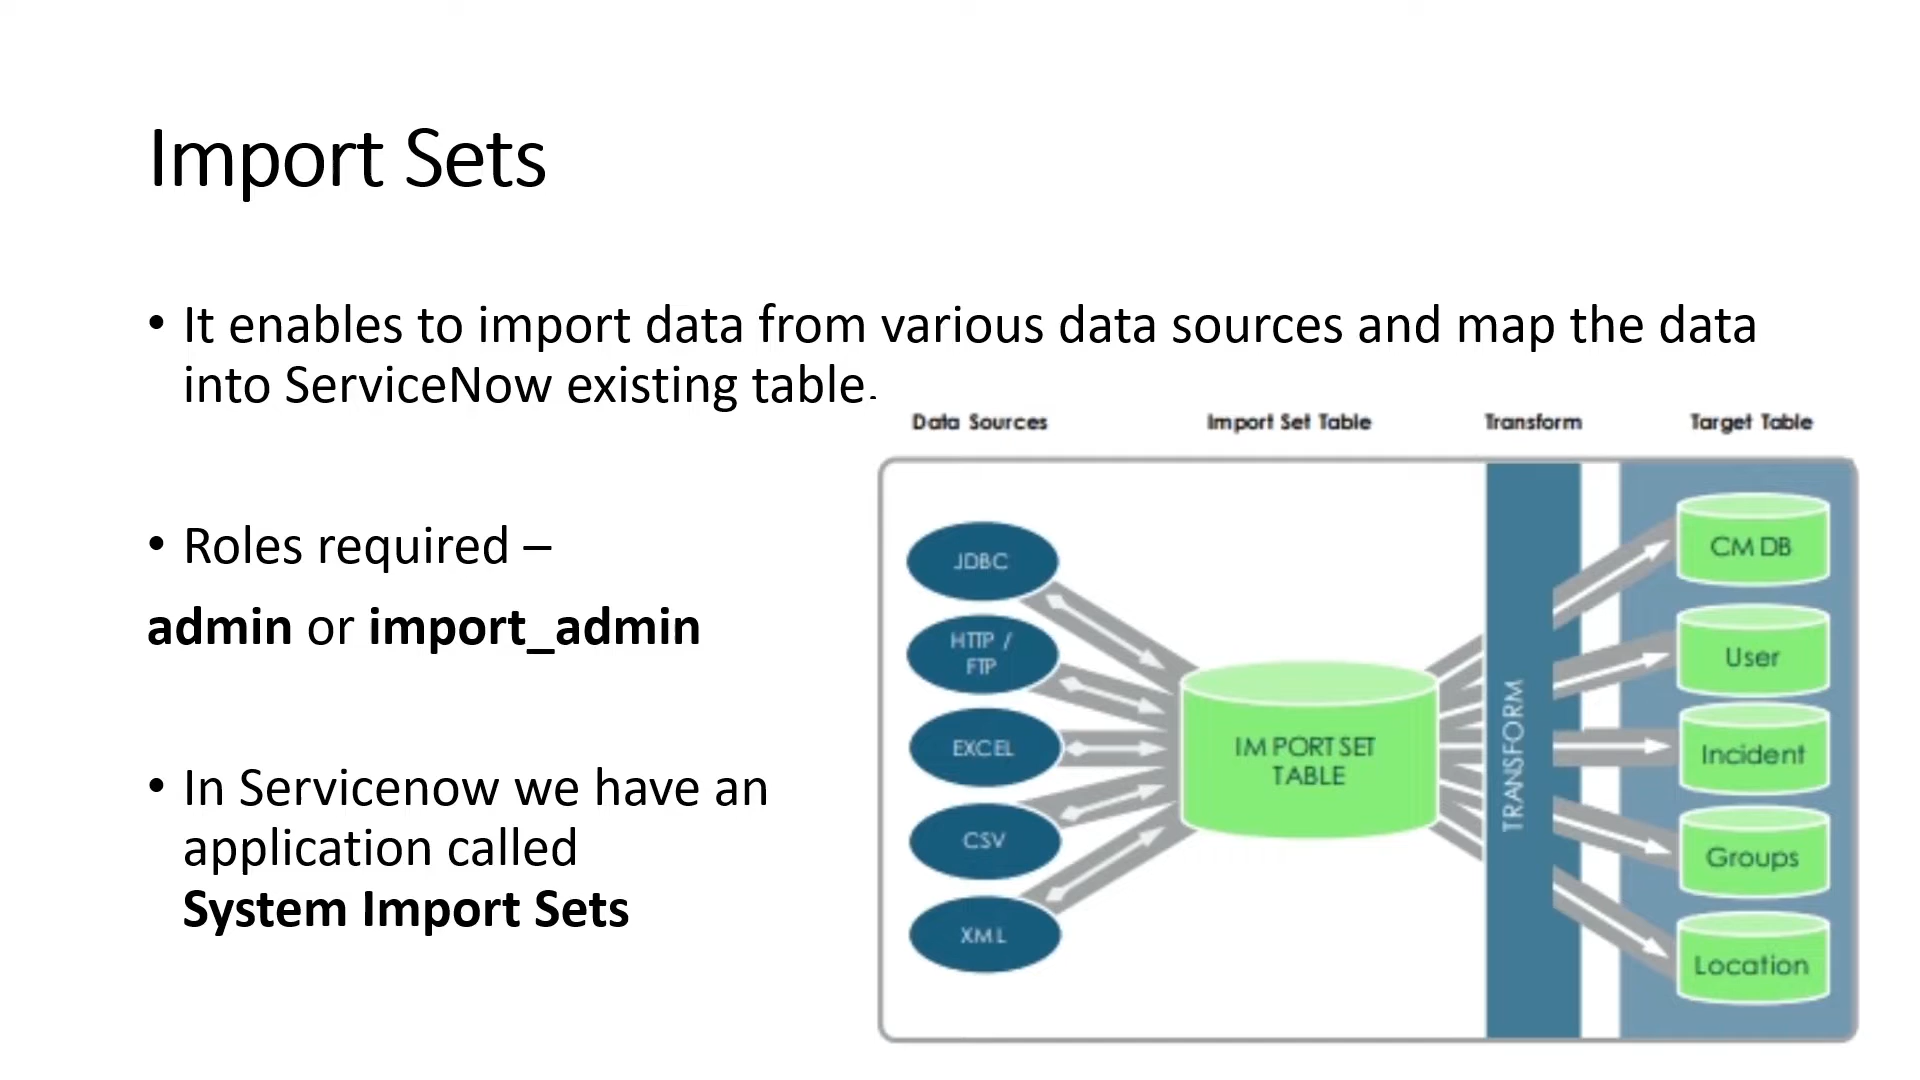 Import Sets
• It enables to import data from various data sources and map the data
into ServiceNow existing table.
• Roles required –
admin or import_admin
• In Servicenow we have an
application called
System Import Sets
Data Sources
Import Set Table
Transform
Target Table
JDBC
HTTP /
FTP
EXCEL
CSV
XML
IMPORT SET
TABLE
TRANSFORM
CMDB
User
Incident
Groups
Location